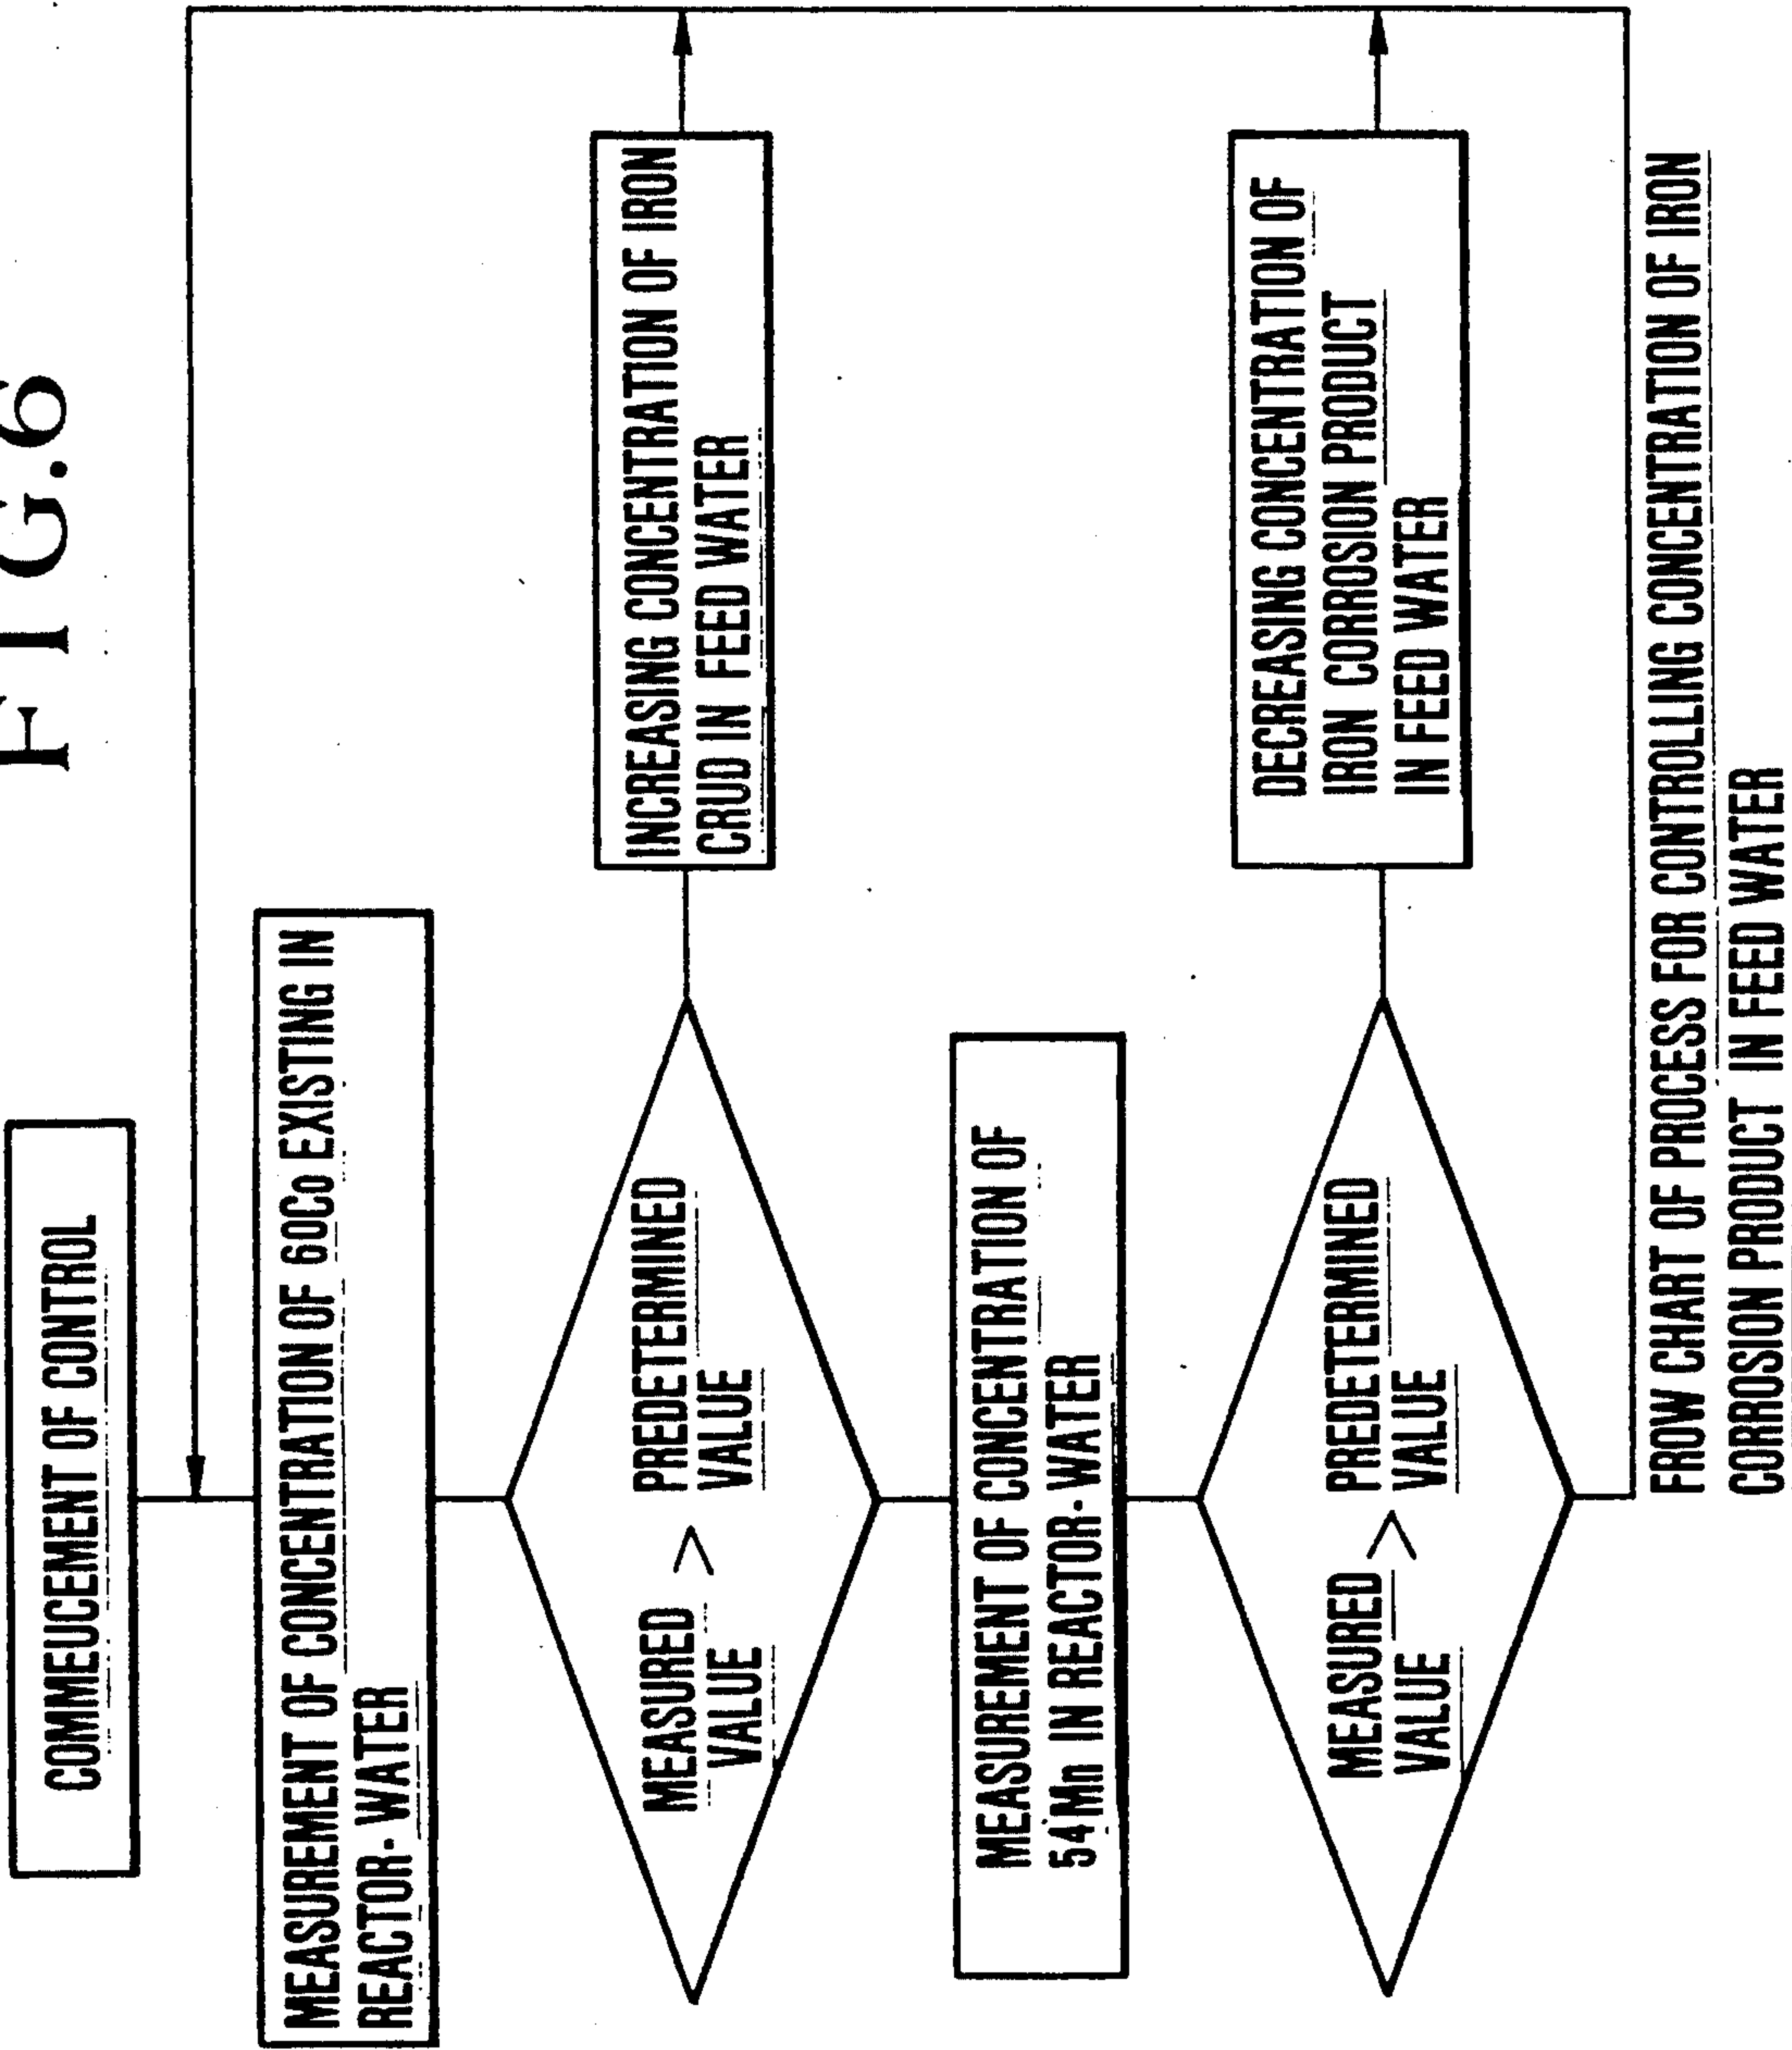 FIG.6
COMMEUCEMENT OF CONTROL
MEASUREMENT OF CONCENTRATION OF 60Co EXISTING IN
REACTOR-WATER
MEASURED > PREDETERMINED
VALUE VALUE
INCREASING CONCENTRATION OF IRON
CRUD IN FEED WATER
MEASUREMENT OF CONCENTRATION OF
54Mn IN REACTOR-WATER
MEASURED > PREDETERMINED
VALUE VALUE
DECREASING CONCENTRATION OF
IRON CORROSION PRODUCT
IN FEED WATER
FROW CHART OF PROCESS FOR CONTROLLING CONCENTRATION OF IRON
CORROSION PRODUCT IN FEED WATER